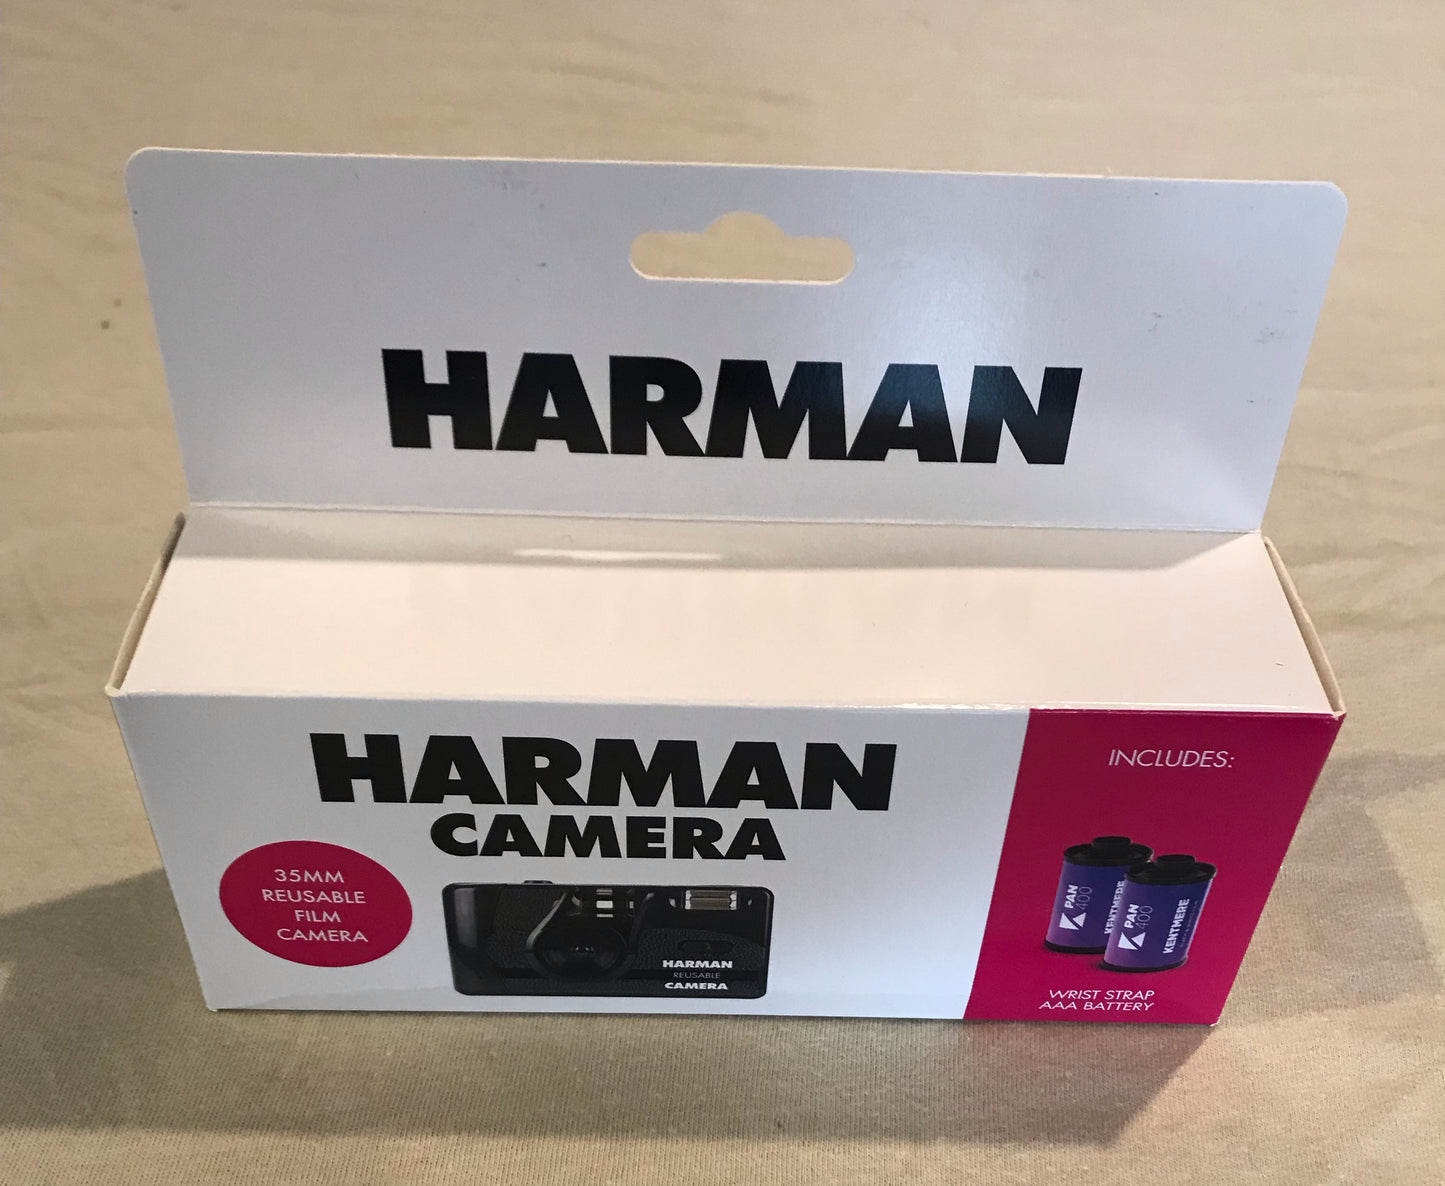 HARMAN
HARMAN
CAMERA
35MM
REUSABLE
FILM
CAMERA
HARMAN
REUSABLE
CAMERA
INCLUDES:
PAN
400
KENTMERE
PAN
400
KENTMERE
WRIST STRAP
AAA BATTERY